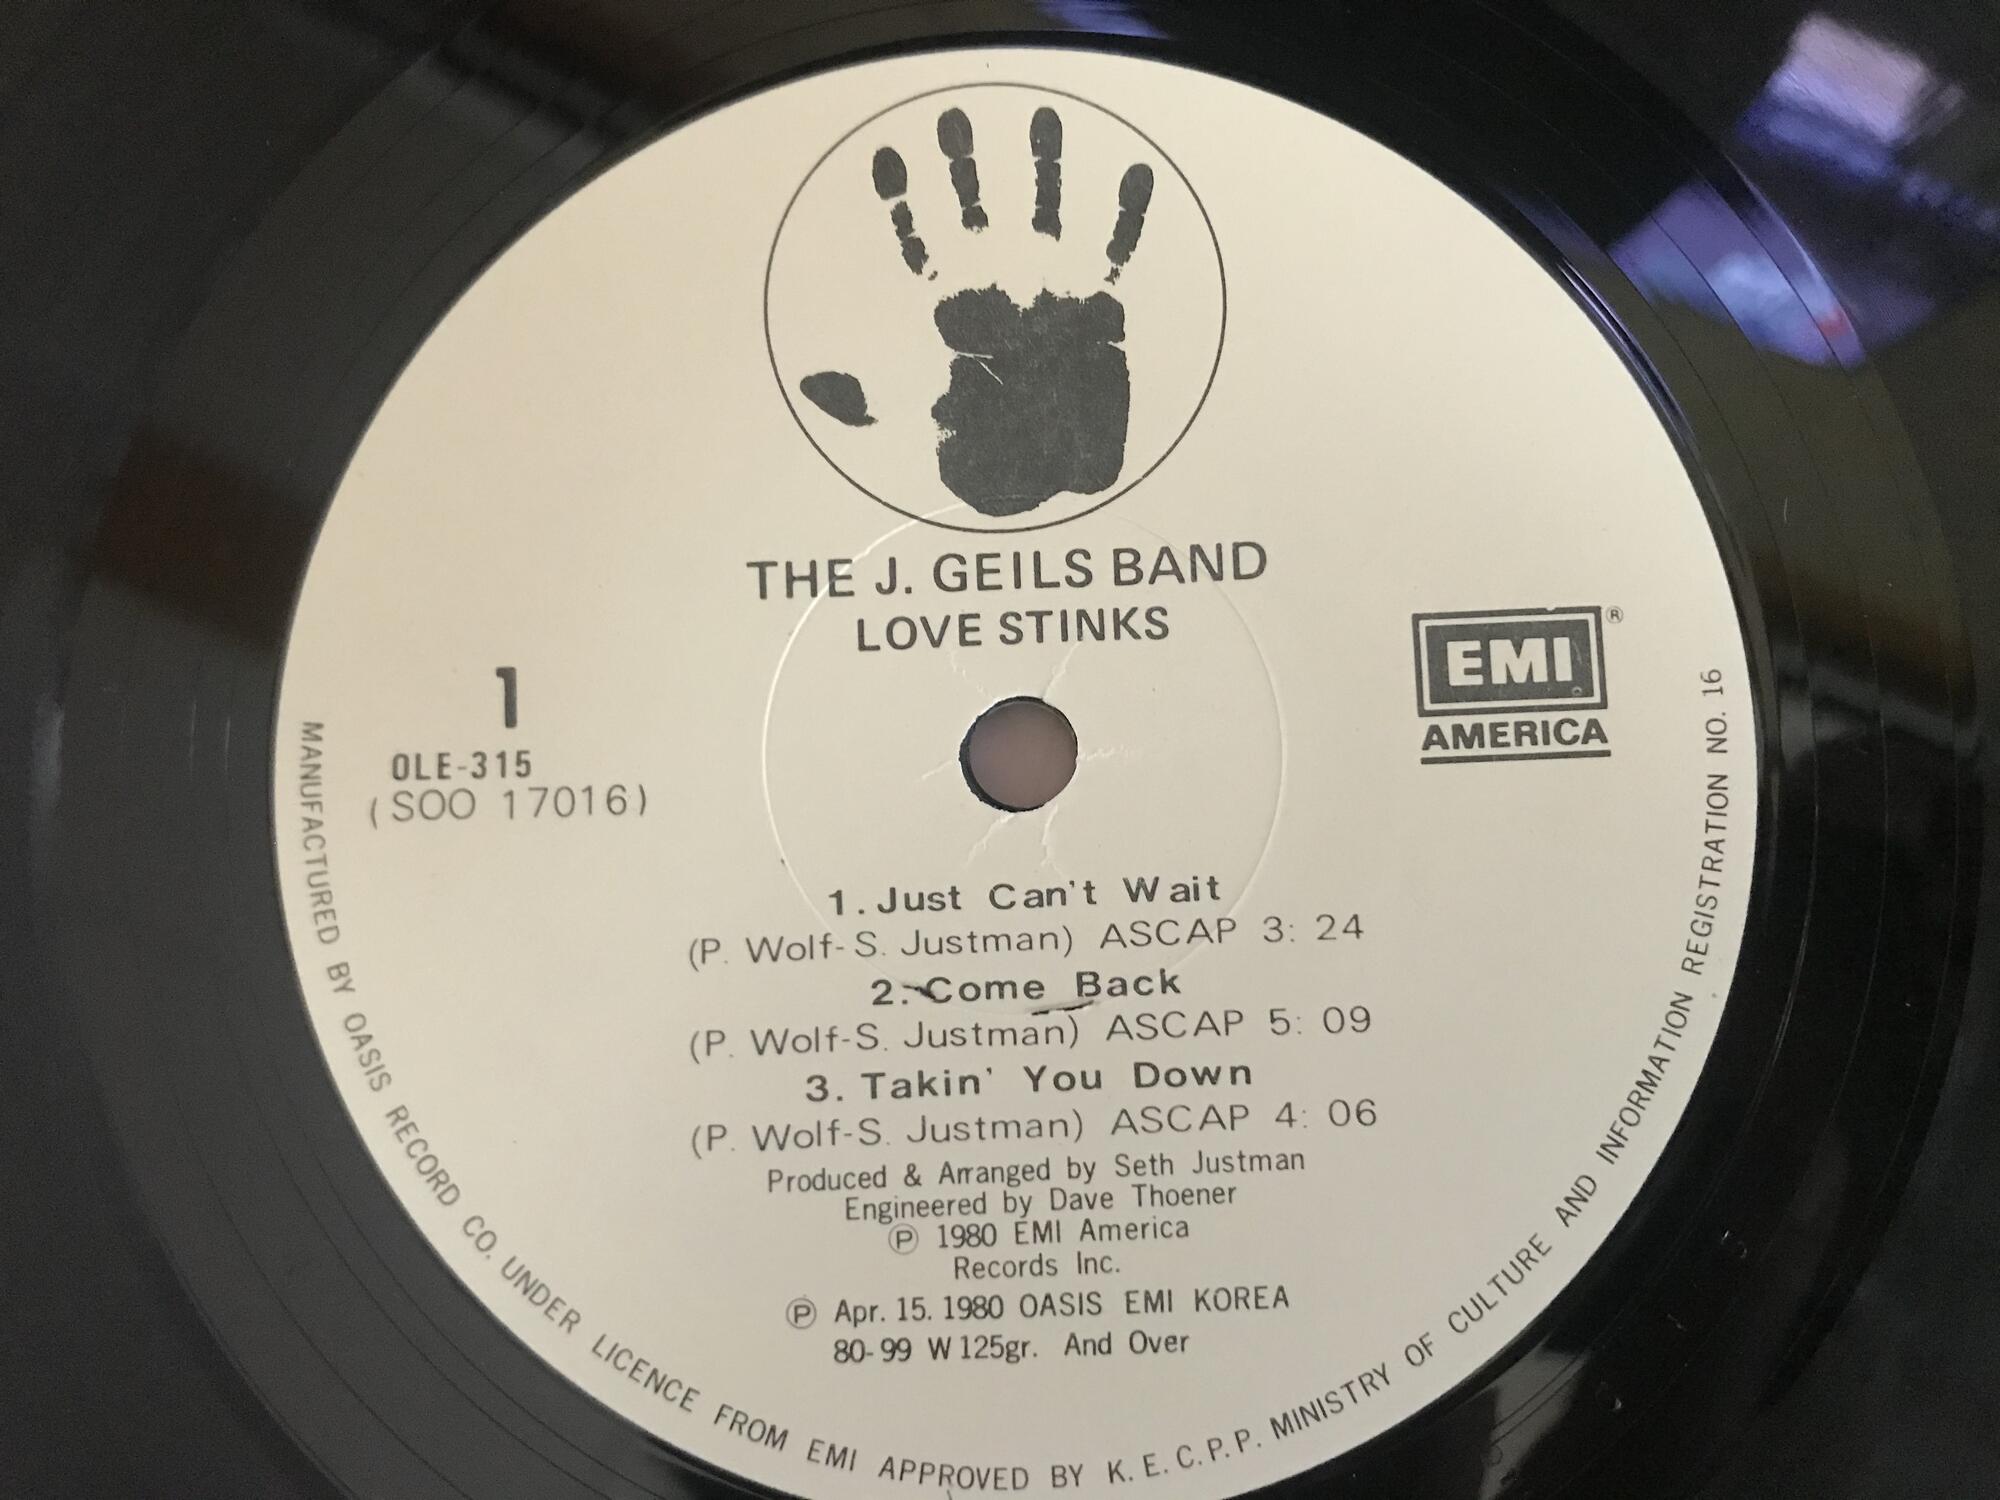 THE J. GEILS BAND
LOVE STINKS
1
OLE-315
(SOO 17016)
EMI ®
AMERICA
1. Just Can't Wait
(P. Wolf-S. Justman) ASCAP 3: 24
2. Come Back
(P. Wolf-S. Justman) ASCAP 5: 09
3. Takin' You Down
(P. Wolf-S. Justman) ASCAP 4: 06
Produced & Arranged by Seth Justman
Engineered by Dave Thoener
Ⓟ 1980 EMI America
Records Inc.
Ⓟ Apr. 15. 1980 OASIS EMI KOREA
80-99 W 125gr. And Over
MANUFACTURED BY OASIS RECORD CO. UNDER LICENCE FROM EMI APPROVED BY K. E. C. P. P. MINISTRY OF CULTURE AND INFORMATION REGISTRATION NO. 16